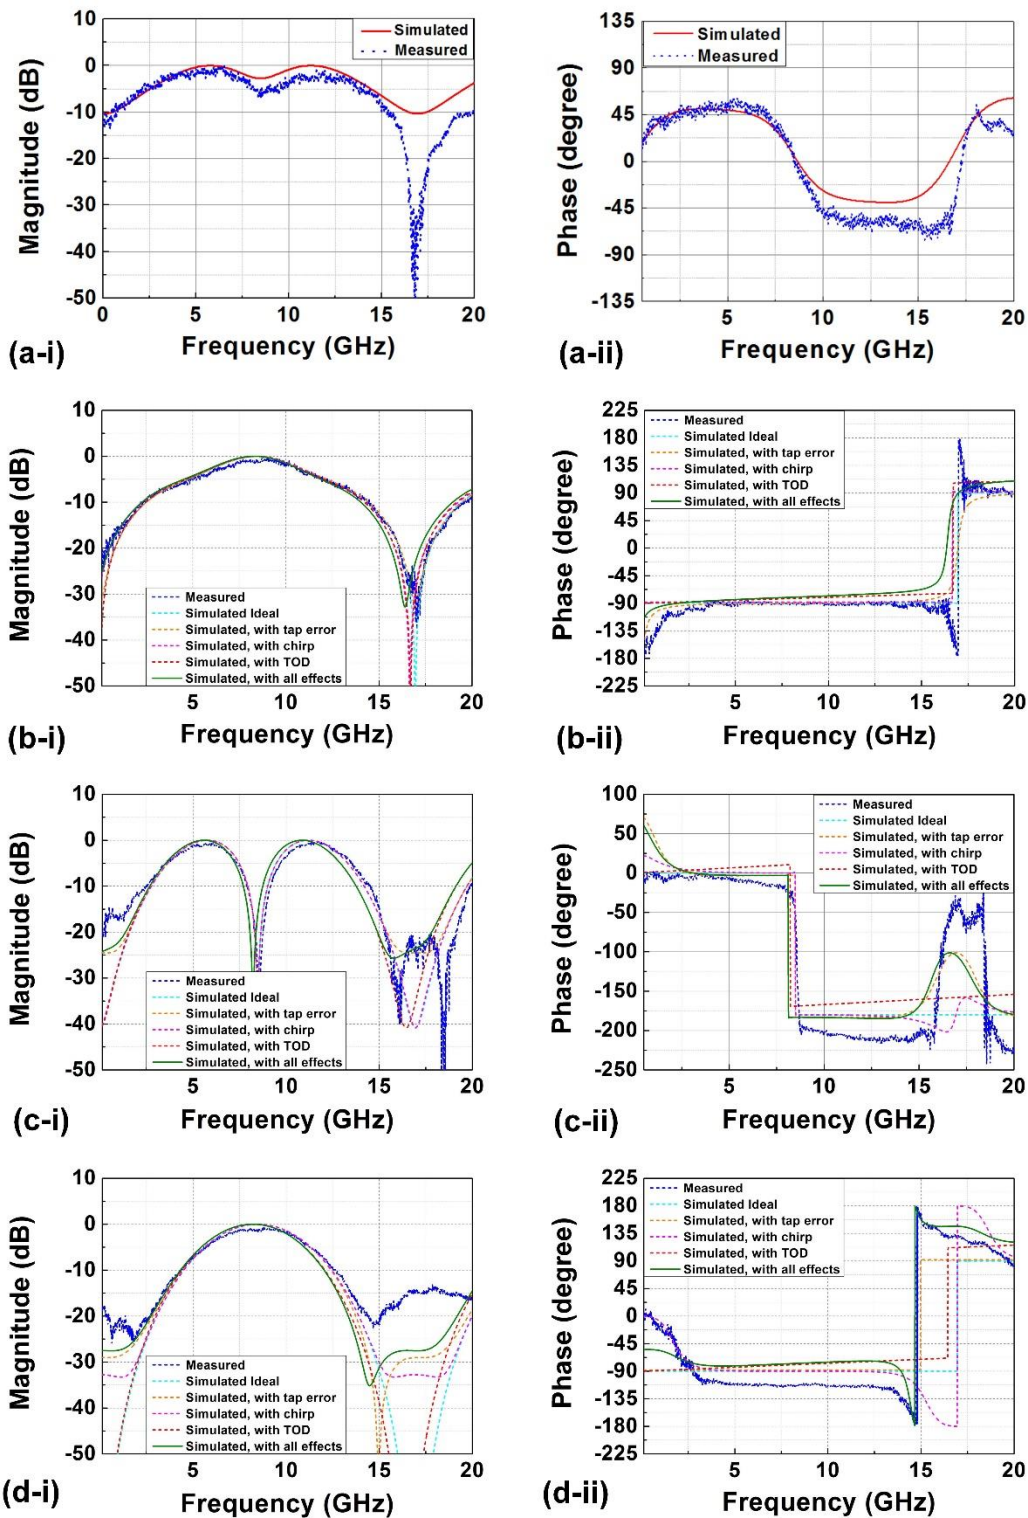 10
0
-10
-20
-30
-40
-50
Magnitude (dB)
Simulated
Measured
0
5
10
15
20
Frequency (GHz)
(a-i)
135
90
45
0
-45
-90
-135
Phase (degree)
Simulated
Measured
5
10
15
20
Frequency (GHz)
(a-ii)
10
0
-10
-20
-30
-40
-50
Magnitude (dB)
Measured
Simulated Ideal
Simulated, with tap error
Simulated, with chirp
Simulated, with TOD
Simulated, with all effects
5
10
15
20
Frequency (GHz)
(b-i)
225
180
135
90
45
0
-45
-90
-135
-180
-225
Phase (degree)
Measured
Simulated Ideal
Simulated, with tap error
Simulated, with chirp
Simulated, with TOD
Simulated, with all effects
5
10
15
20
Frequency (GHz)
(b-ii)
10
0
-10
-20
-30
-40
-50
Magnitude (dB)
Measured
Simulated Ideal
Simulated, with tap error
Simulated, with chirp
Simulated, with TOD
Simulated, with all effects
5
10
15
20
Frequency (GHz)
(c-i)
100
50
0
-50
-100
-150
-200
-250
Phase (degree)
Measured
Simulated Ideal
Simulated, with tap error
Simulated, with chirp
Simulated, with TOD
Simulated, with all effects
5
10
15
20
Frequency (GHz)
(c-ii)
10
0
-10
-20
-30
-40
-50
Magnitude (dB)
Measured
Simulated Ideal
Simulated, with tap error
Simulated, with chirp
Simulated, with TOD
Simulated, with all effects
5
10
15
20
Frequency (GHz)
(d-i)
225
180
135
90
45
0
-45
-90
-135
-180
-225
Phase (degree)
Measured
Simulated Ideal
Simulated, with tap error
Simulated, with chirp
Simulated, with TOD
Simulated, with all effects
5
10
15
20
Frequency (GHz)
(d-ii)